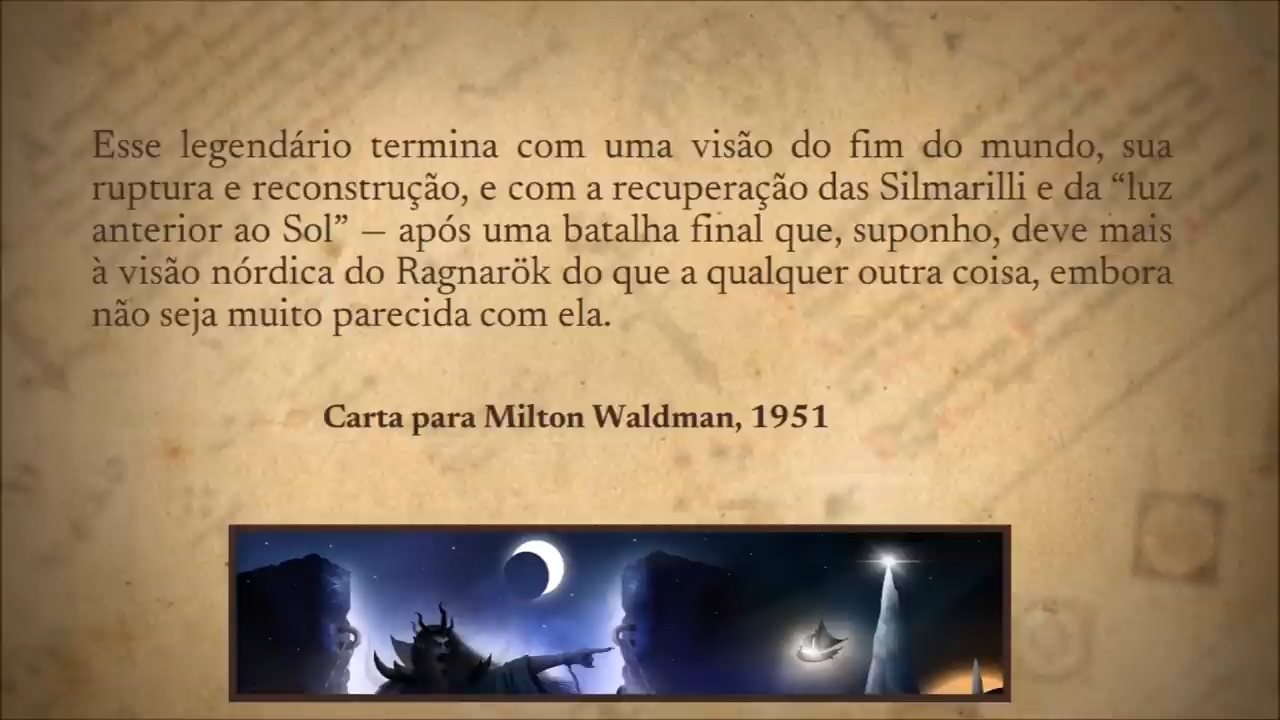 Esse legendário termina com uma visão do fim do mundo, sua
ruptura e reconstrução, e com a recuperação das Silmarilli e da “luz
anterior ao Sol” – após uma batalha final que, suponho, deve mais
à visão nórdica do Ragnarök do que a qualquer outra coisa, embora
não seja muito parecida com ela.
Carta para Milton Waldman, 1951